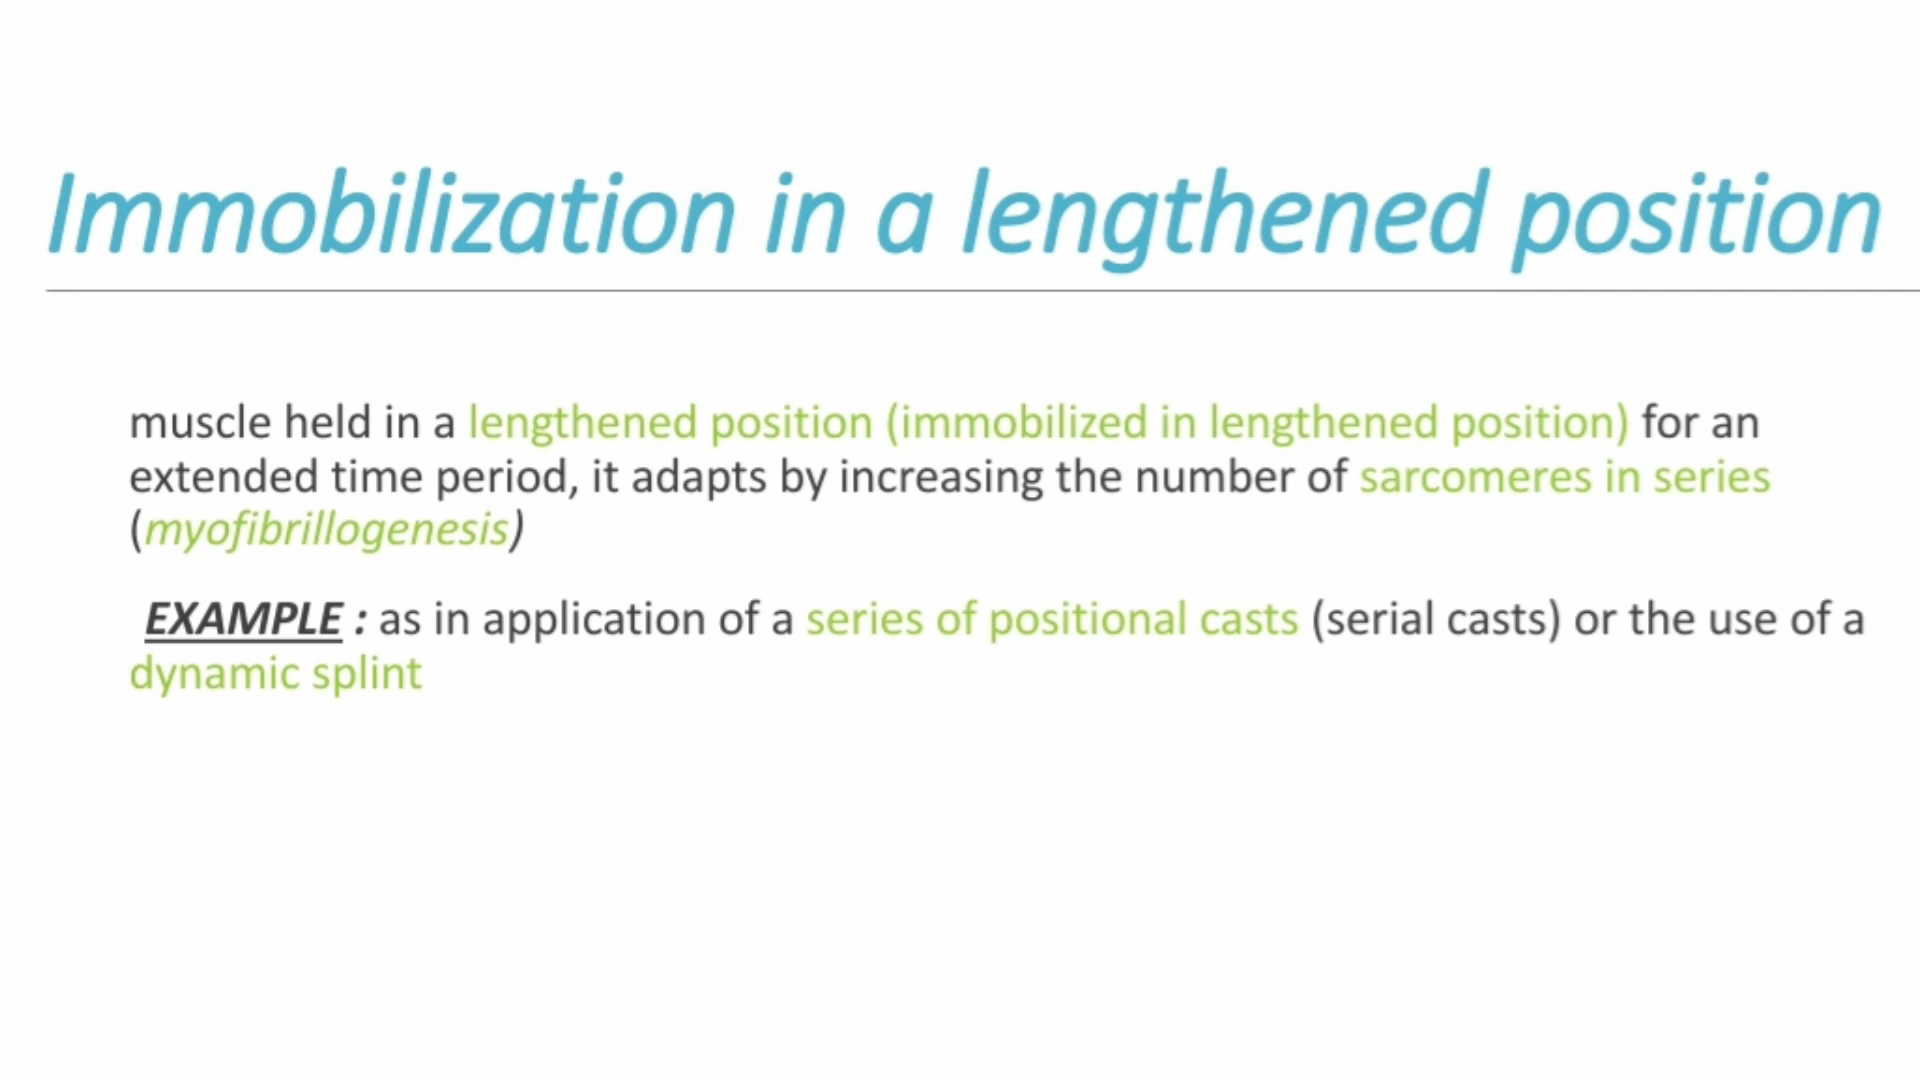 Immobilization in a lengthened position
muscle held in a lengthened position (immobilized in lengthened position) for an
extended time period, it adapts by increasing the number of sarcomeres in series
(myofibrillogenesis)
EXAMPLE : as in application of a series of positional casts (serial casts) or the use of a
dynamic splint